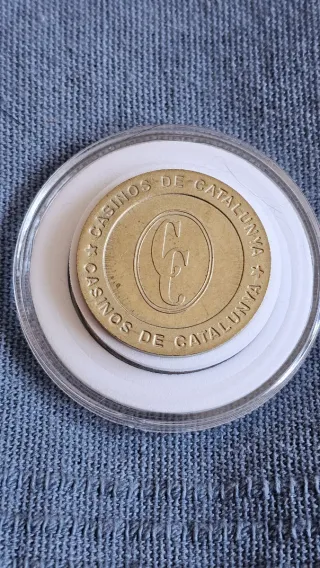 ★ CASINOS DE CATALUNYA ★
CASINOS DE CATALUNYA
CC